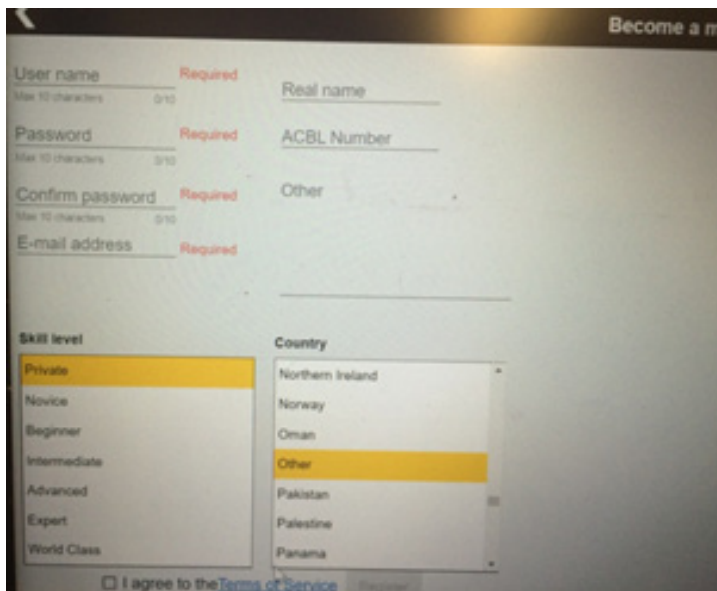 Become a m
User name Required
Max 10 characters 0/10
Real name
Password Required
Max 10 characters 0/10
ACBL Number
Confirm password Required
Max 10 characters 0/10
Other
E-mail address Required
Skill level
Private
Novice
Beginner
Intermediate
Advanced
Expert
World Class
Country
Northern Ireland
Norway
Oman
Other
Pakistan
Palestine
Panama
I agree to the Terms of Service